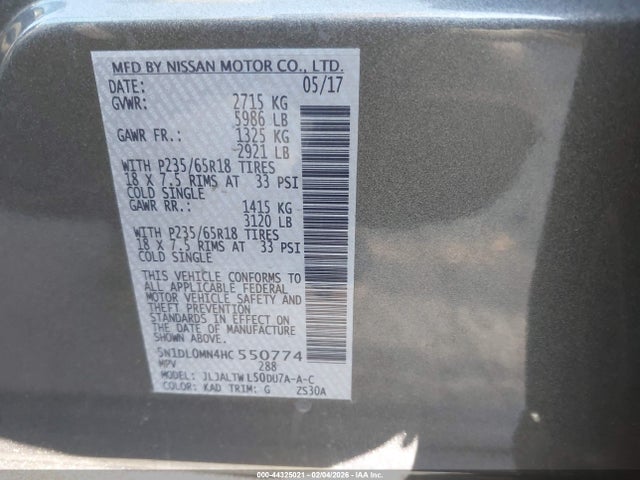 MFD BY NISSAN MOTOR CO., LTD.
DATE: 05/17
GVWR: 2715 KG
5986 LB
GAWR FR.: 1325 KG
2921 LB
WITH P235/65R18 TIRES
18 X 7.5 RIMS AT 33 PSI
COLD SINGLE
GAWR RR.: 1415 KG
3120 LB
WITH P235/65R18 TIRES
18 X 7.5 RIMS AT 33 PSI
COLD SINGLE
THIS VEHICLE CONFORMS TO
ALL APPLICABLE FEDERAL
MOTOR VEHICLE SAFETY AND
THEFT PREVENTION
STANDARDS IN EFFECT ON
THE DATE OF MANUFACTURE
SHOWN ABOVE.
5N1DL0MN4HC550774
MPV 288
MODEL: JLJALTWL50DU7A-A-C
COLOR: KAD TRIM: G 2S30A
000-44325021 - 02/04/2026 - IAA Inc.